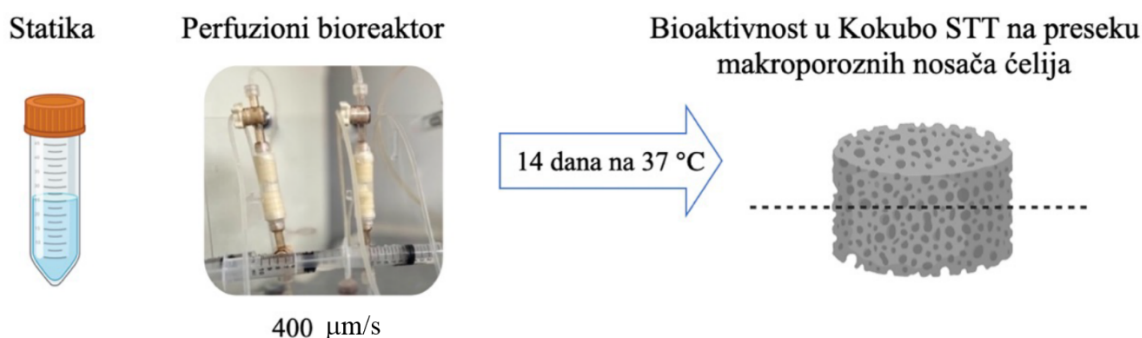 Statika
Perfuzioni bioreaktor
Bioaktivnost u Kokubo STT na preseku
makroporoznih nosača ćelija
14 dana na 37 °C
400 μm/s